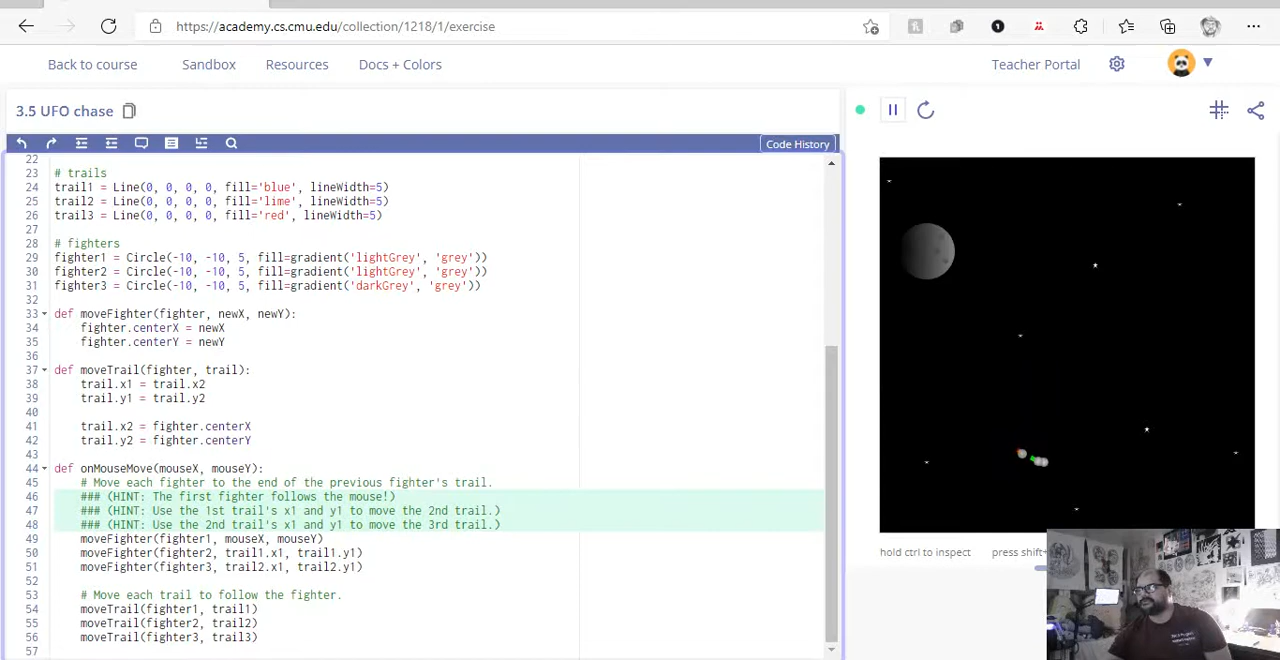 https://academy.cs.cmu.edu/collection/1218/1/exercise
Back to course
Sandbox
Resources
Docs + Colors
Teacher Portal
3.5 UFO chase
Code History
22
23 # trails
24 trail1 = Line(0, 0, 0, 0, fill='blue', lineWidth=5)
25 trail2 = Line(0, 0, 0, 0, fill='lime', lineWidth=5)
26 trail3 = Line(0, 0, 0, 0, fill='red', lineWidth=5)
27
28 # fighters
29 fighter1 = Circle(-10, -10, 5, fill=gradient('lightGrey', 'grey'))
30 fighter2 = Circle(-10, -10, 5, fill=gradient('lightGrey', 'grey'))
31 fighter3 = Circle(-10, -10, 5, fill=gradient('darkGrey', 'grey'))
32
33 def moveFighter(fighter, newX, newY):
34 fighter.centerX = newX
35 fighter.centerY = newY
36
37 def moveTrail(fighter, trail):
38 trail.x1 = trail.x2
39 trail.y1 = trail.y2
40
41 trail.x2 = fighter.centerX
42 trail.y2 = fighter.centerY
43
44 def onMouseMove(mouseX, mouseY):
45 # Move each fighter to the end of the previous fighter's trail.
46 ### (HINT: The first fighter follows the mouse!)
47 ### (HINT: Use the 1st trail's x1 and y1 to move the 2nd trail.)
48 ### (HINT: Use the 2nd trail's x1 and y1 to move the 3rd trail.)
49 moveFighter(fighter1, mouseX, mouseY)
50 moveFighter(fighter2, trail1.x1, trail1.y1)
51 moveFighter(fighter3, trail2.x1, trail2.y1)
52
53 # Move each trail to follow the fighter.
54 moveTrail(fighter1, trail1)
55 moveTrail(fighter2, trail2)
56 moveTrail(fighter3, trail3)
57
hold ctrl to inspect
press shift+